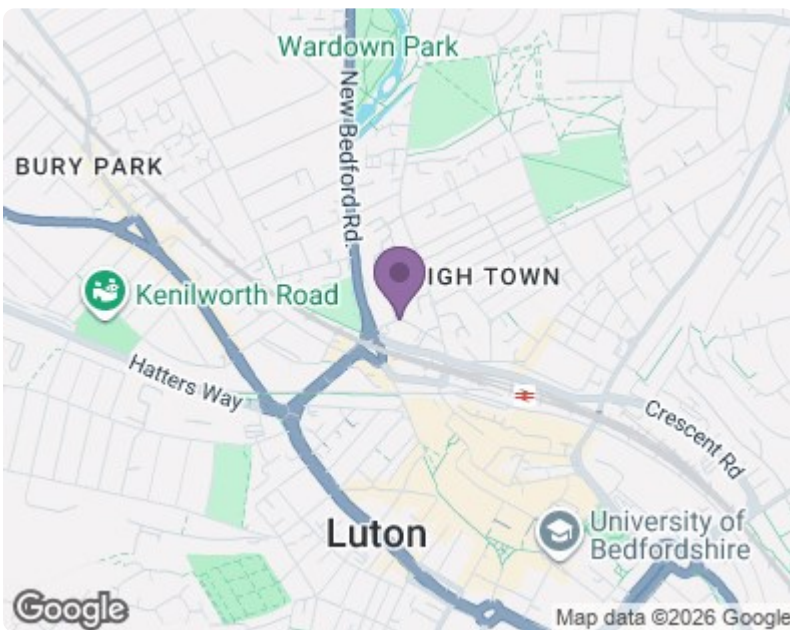 Wardown Park
New Bedford Rd
BURY PARK
IGH TOWN
Kenilworth Road
Hatters Way
Crescent Rd
Luton
University of
Bedfordshire
Google
Map data ©2026 Google